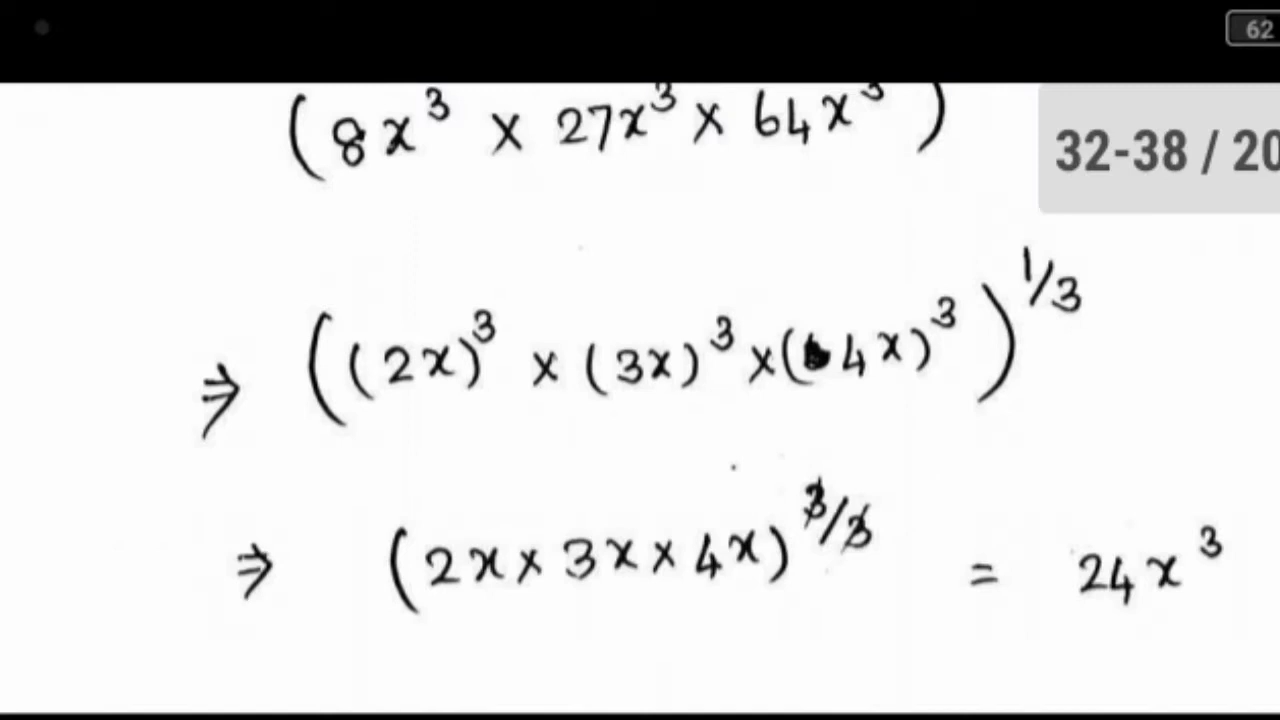 62
(8x³ × 27x³ × 64x³)
32-38 / 20
⇒ ((2x)³ × (3x)³ × (4x)³)^1/3
⇒ (2x × 3x × 4x)^3/3 = 24x³